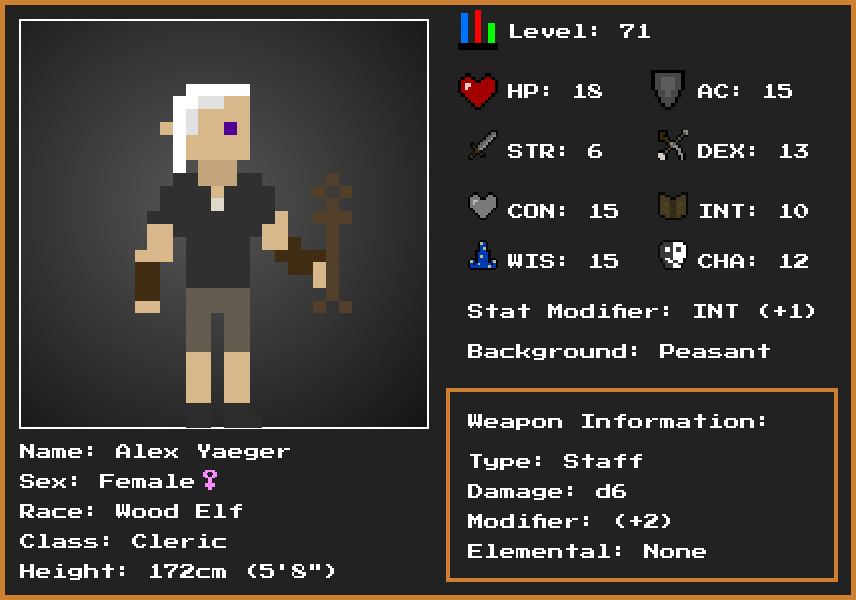 Level: 71
HP: 18 AC: 15
STR: 6 DEX: 13
CON: 15 INT: 10
WIS: 15 CHA: 12
Stat Modifier: INT (+1)
Background: Peasant
Weapon Information:
Type: Staff
Damage: d6
Modifier: (+2)
Elemental: None
Name: Alex Yaeger
Sex: Female♀
Race: Wood Elf
Class: Cleric
Height: 172cm (5'8")